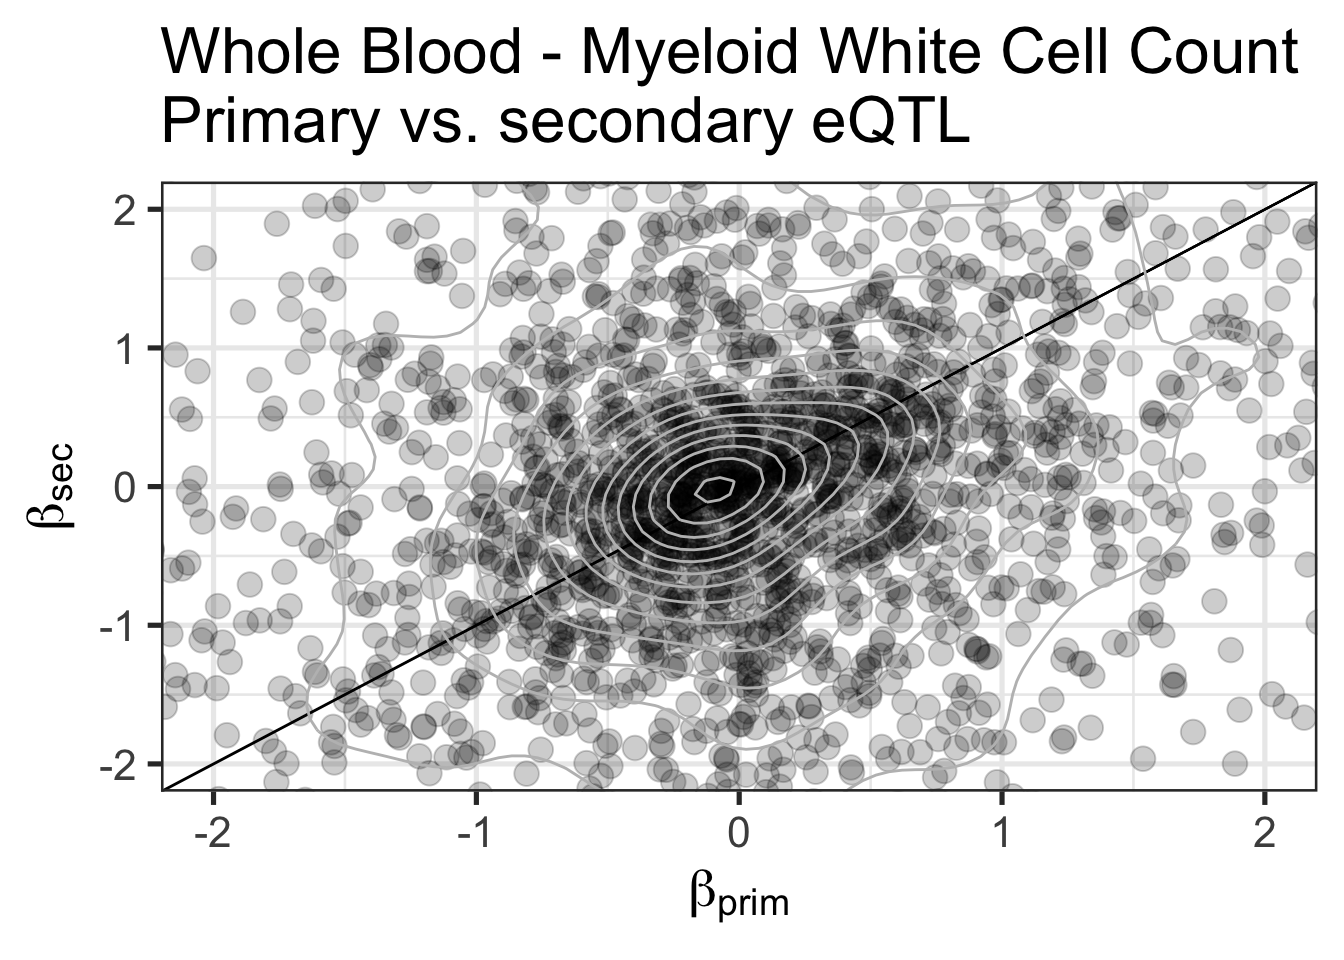 Whole Blood - Myeloid White Cell Count
Primary vs. secondary eQTL
2
1
0
-1
-2
βsec
-2 -1 0 1 2
βprim